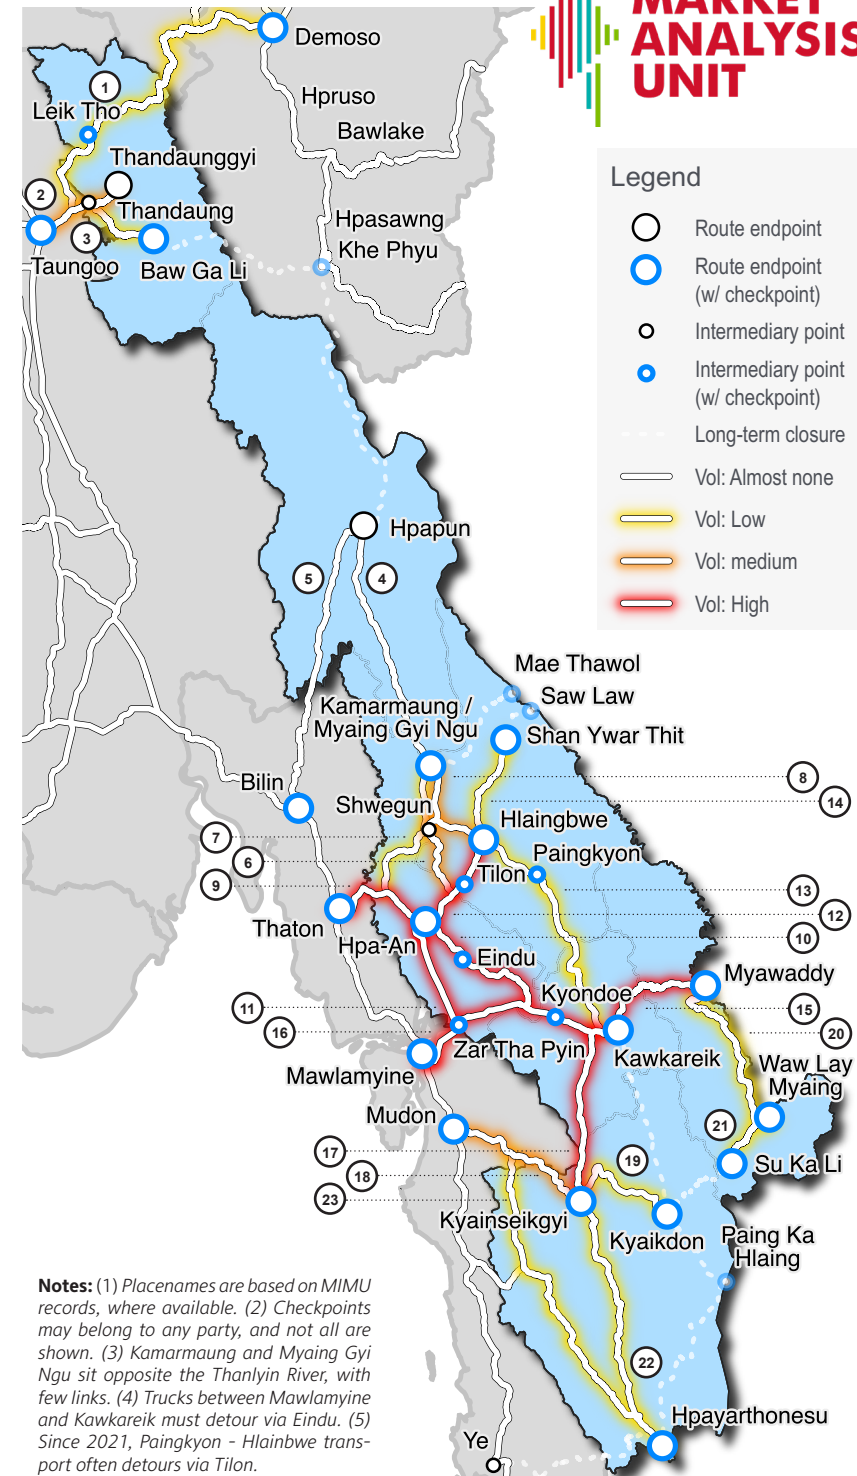 MARKET
ANALYSIS
UNIT
Demoso
Hpruso
Bawlake
1
Leik Tho
Thandaunggyi
2
Thandaung
3
Taungoo
Baw Ga Li
Hpasawng
Khe Phyu
Legend
Route endpoint
Route endpoint
(w/ checkpoint)
Intermediary point
Intermediary point
(w/ checkpoint)
Long-term closure
Vol: Almost none
Vol: Low
Vol: medium
Vol: High
Hpapun
5
4
Mae Thawol
Saw Law
Kamarmaung /
Myaing Gyi Ngu
Shan Ywar Thit
8
Bilin
14
Shwegun
Hlaingbwe
7
Paingkyon
6
Tilon
9
13
12
Thaton
Hpa-An
10
Eindu
Myawaddy
Kyondoe
11
15
16
20
Zar Tha Pyin
Kawkareik
Waw Lay
Myaing
Mawlamyine
Mudon
21
17
19
Su Ka Li
18
23
Kyainseikgyi
Kyaikdon
Paing Ka
Hlaing
22
Hpayarthonesu
Ye
Notes: (1) Placenames are based on MIMU
records, where available. (2) Checkpoints
may belong to any party, and not all are
shown. (3) Kamarmaung and Myaing Gyi
Ngu sit opposite the Thanlyin River, with
few links. (4) Trucks between Mawlamyine
and Kawkareik must detour via Eindu. (5)
Since 2021, Paingkyon - Hlainbwe trans-
port often detours via Tilon.